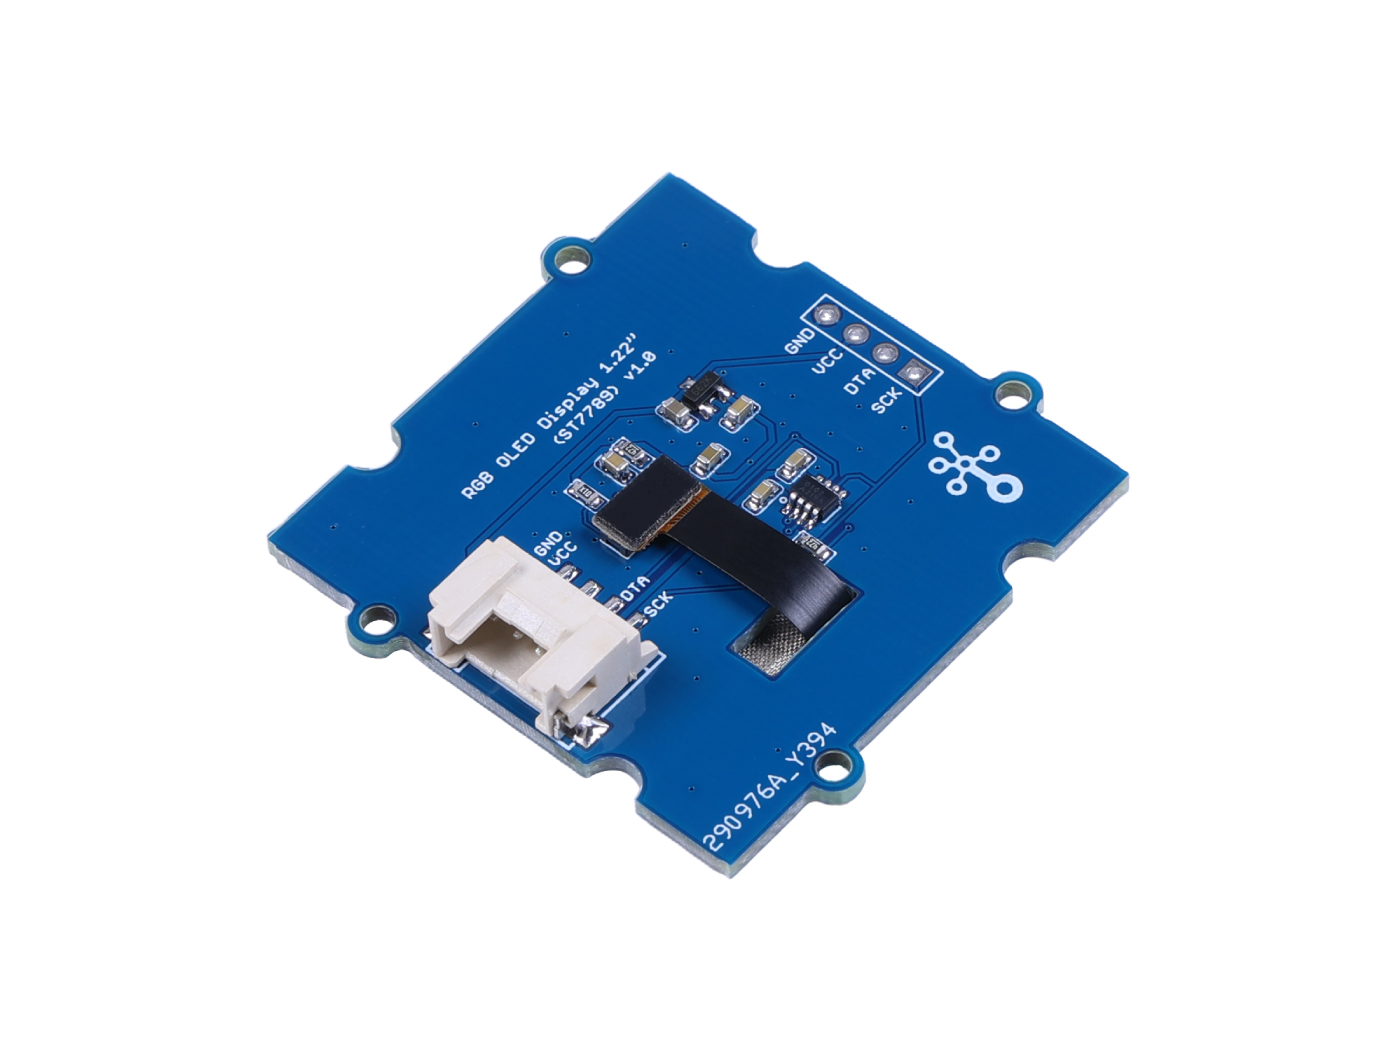 RGB OLED Display 1.22"
(ST7789) v1.0
GND
VCC
DTA
SCK
GND
VCC
DTA
SCK
290976A_Y394